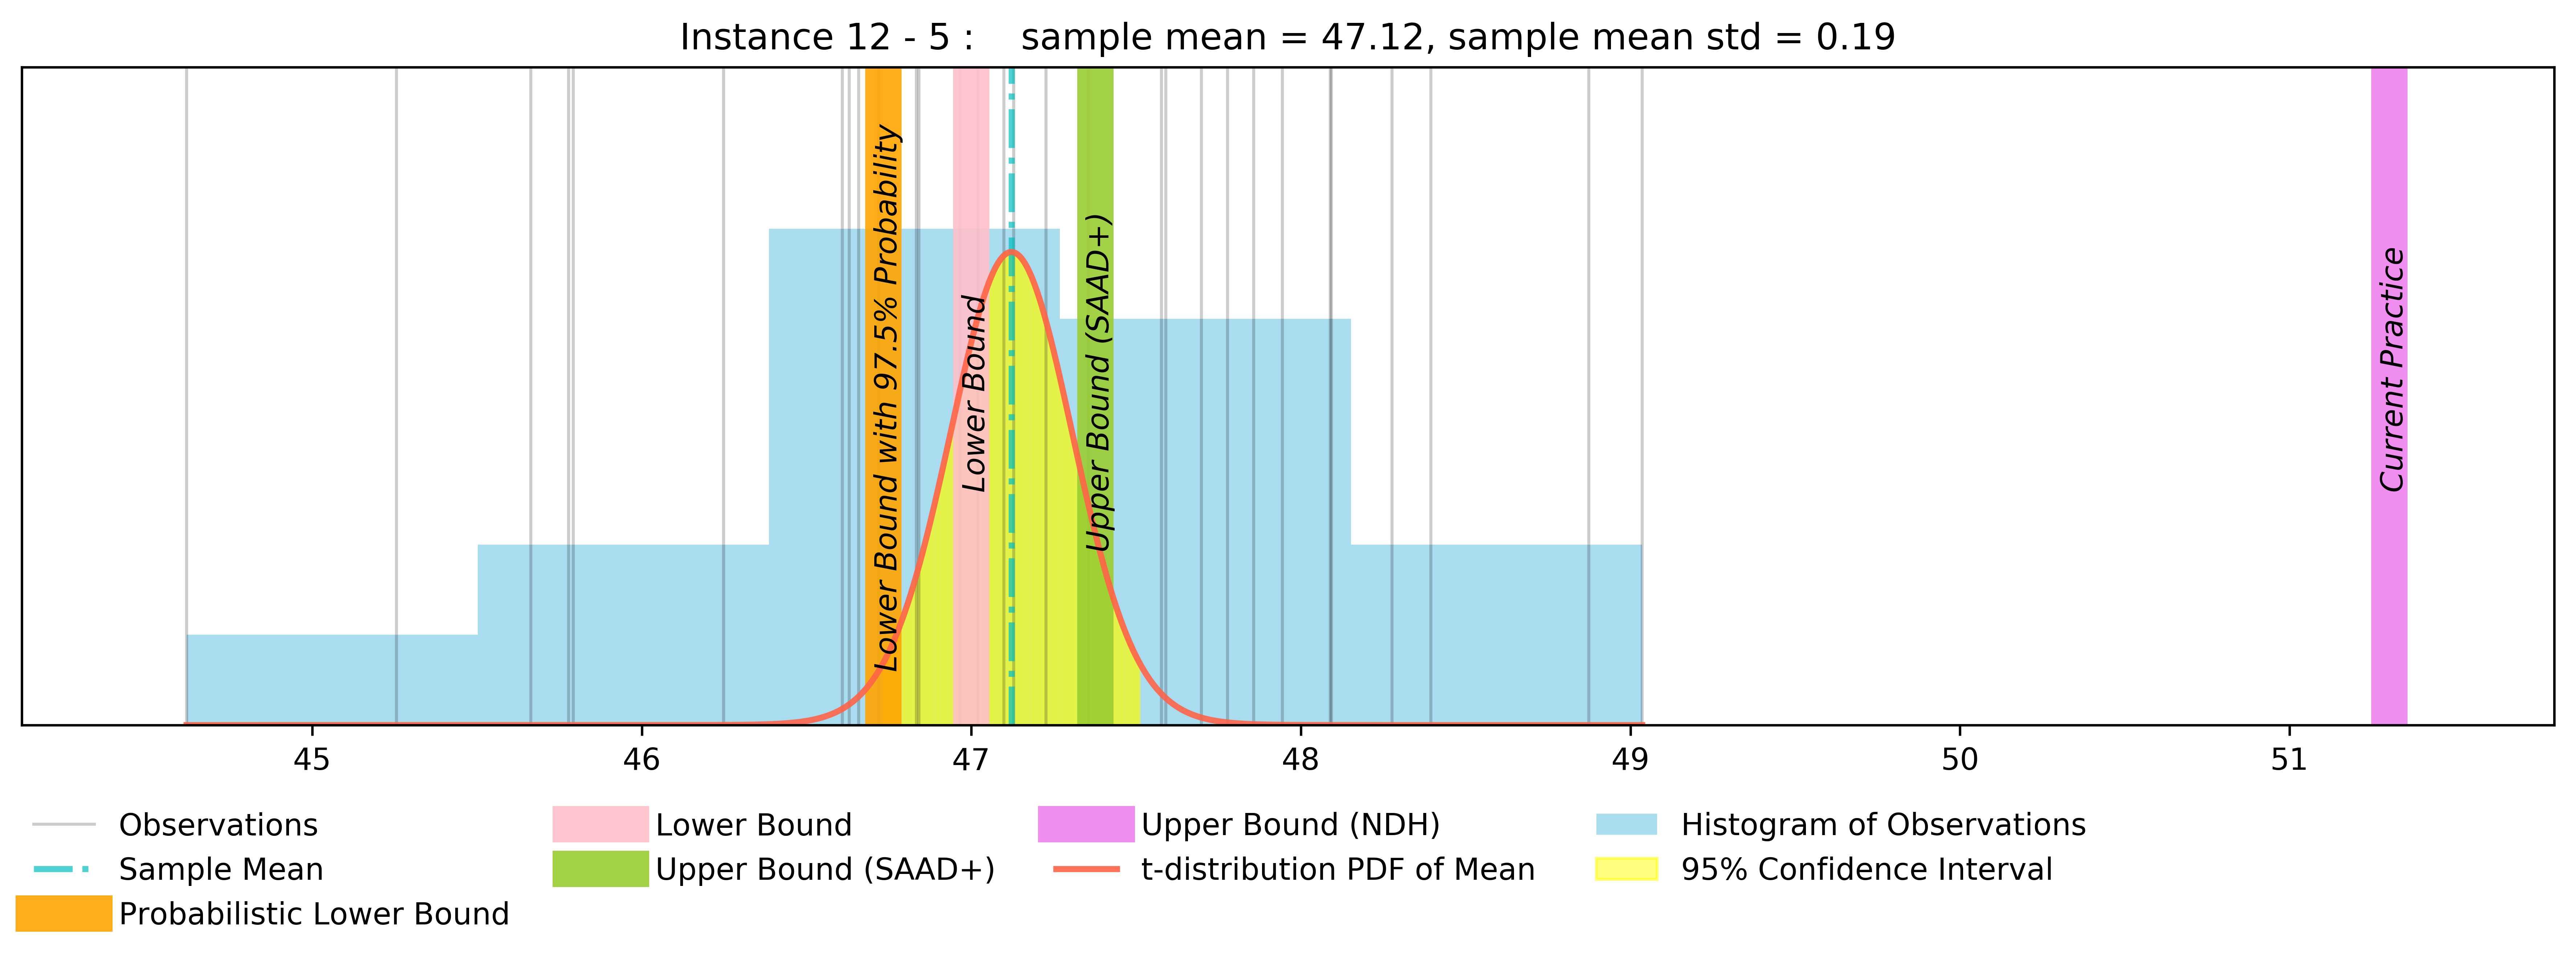 Instance 12 - 5 :    sample mean = 47.12, sample mean std = 0.19
Lower Bound with 97.5% Probability
Lower Bound
Upper Bound (SAAD+)
Current Practice
45 46 47 48 49 50 51
Observations
Sample Mean
Probabilistic Lower Bound
Lower Bound
Upper Bound (SAAD+)
Upper Bound (NDH)
t-distribution PDF of Mean
Histogram of Observations
95% Confidence Interval